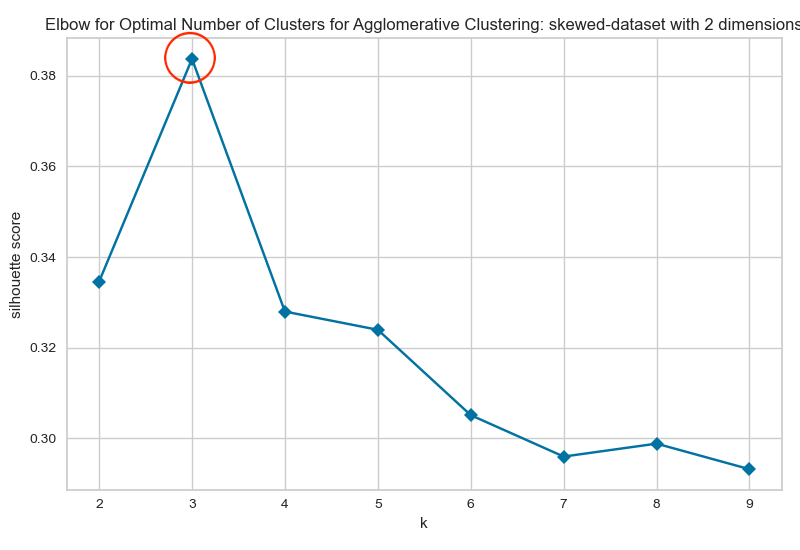 Elbow for Optimal Number of Clusters for Agglomerative Clustering: skewed-dataset with 2 dimensions
0.38
0.36
0.34
0.32
0.30
silhouette score
2 3 4 5 6 7 8 9
k